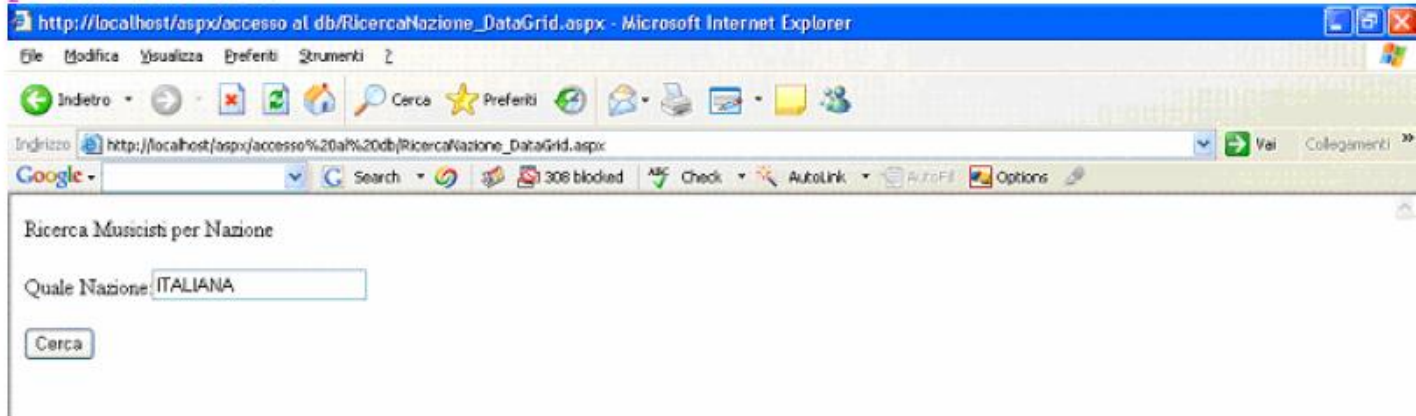 http://localhost/aspx/accesso al db/RicercaNazione_DataGrid.aspx - Microsoft Internet Explorer
File Modifica Visualizza Preferiti Strumenti ?
Indietro Cerca Preferiti
Indirizzo http://localhost/aspx/accesso%20al%20db/RicercaNazione_DataGrid.aspx Vai Collegamenti »
Google Search 308 blocked ABC Check AutoLink AutoFill Options
Ricerca Musicisti per Nazione
Quale Nazione: ITALIANA
Cerca